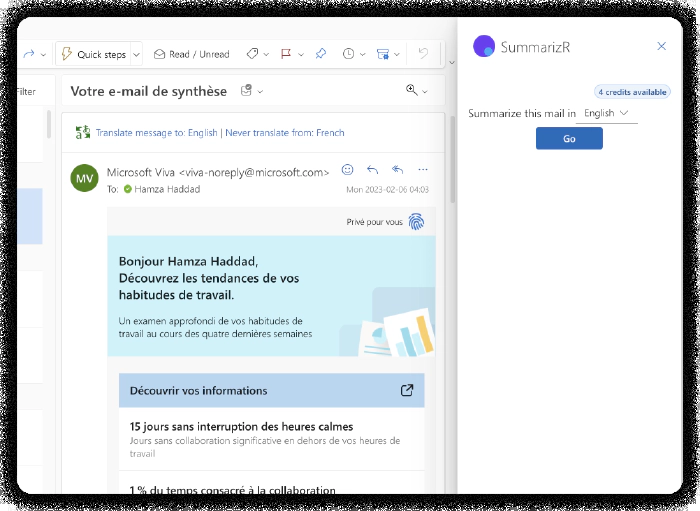 Quick steps
Read / Unread
SummarizR
ilter
Votre e-mail de synthèse
4 credits available
Summarize this mail in English
Go
Translate message to: English | Never translate from: French
MV
Microsoft Viva <viva-noreply@microsoft.com>
To: Hamza Haddad
Mon 2023-02-06 04:03
Privé pour vous
Bonjour Hamza Haddad,
Découvrez les tendances de vos
habitudes de travail.
Un examen approfondi de vos habitudes de
travail au cours des quatre dernières semaines
Découvrir vos informations
15 jours sans interruption des heures calmes
Jours sans collaboration significative en dehors de vos heures de
travail
1 % du temps consacré à la collaboration